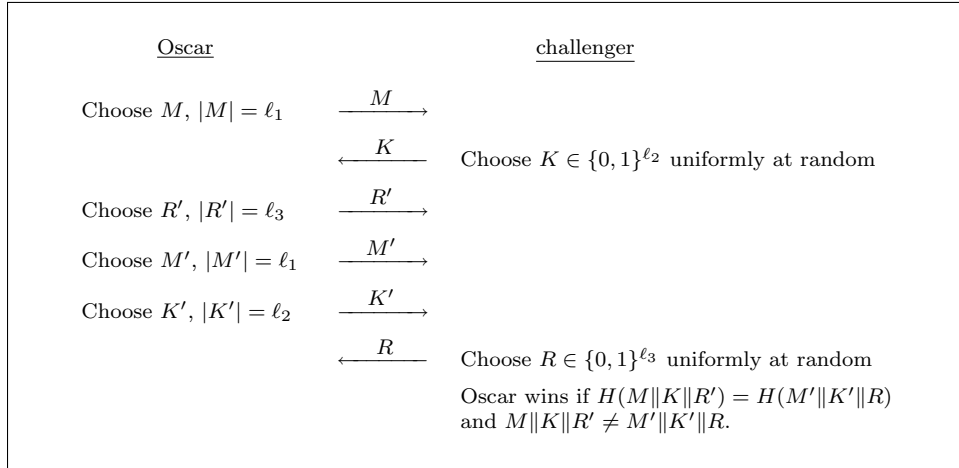 Oscar challenger
Choose M, |M| = ℓ₁ M
K Choose K ∈ {0, 1}^ℓ₂ uniformly at random
Choose R′, |R′| = ℓ₃ R′
Choose M′, |M′| = ℓ₁ M′
Choose K′, |K′| = ℓ₂ K′
R Choose R ∈ {0, 1}^ℓ₃ uniformly at random
Oscar wins if H(M‖K‖R′) = H(M′‖K′‖R)
and M‖K‖R′ ≠ M′‖K′‖R.